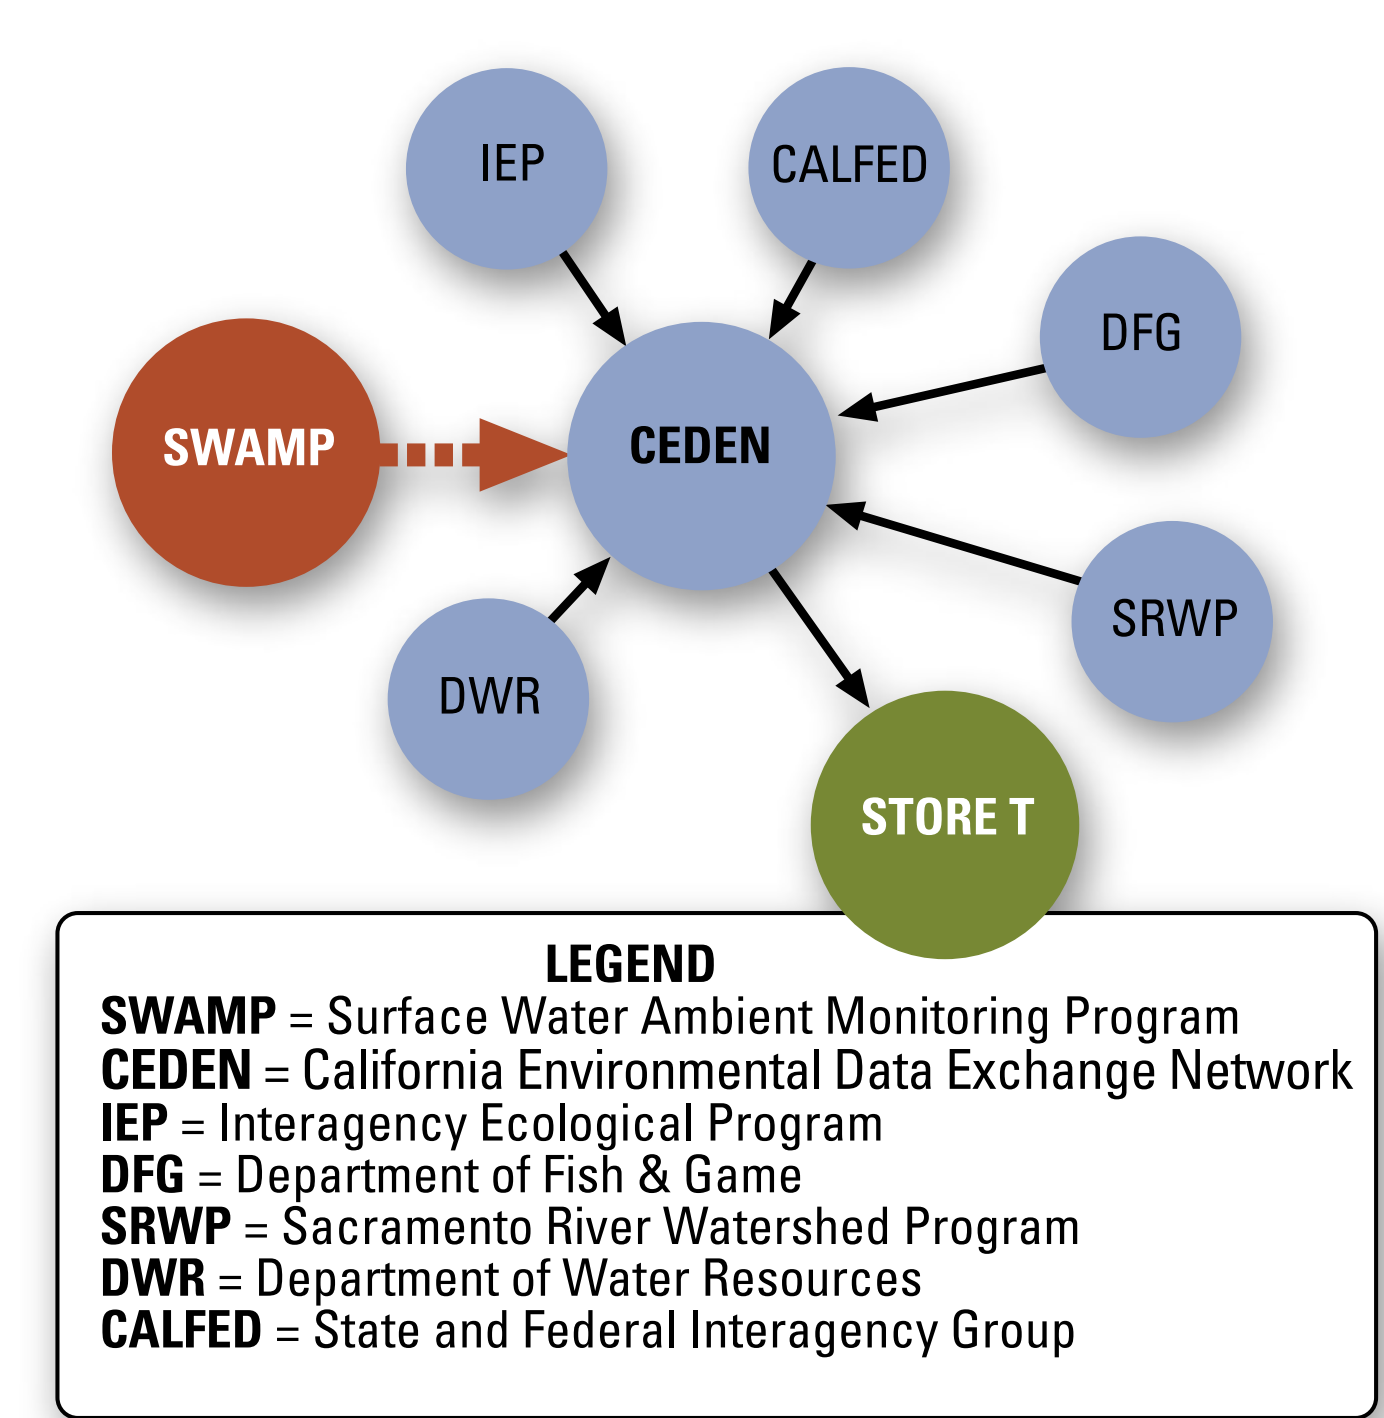 IEP
CALFED
DFG
SWAMP
CEDEN
SRWP
DWR
STORE T
LEGEND
SWAMP = Surface Water Ambient Monitoring Program
CEDEN = California Environmental Data Exchange Network
IEP = Interagency Ecological Program
DFG = Department of Fish & Game
SRWP = Sacramento River Watershed Program
DWR = Department of Water Resources
CALFED = State and Federal Interagency Group